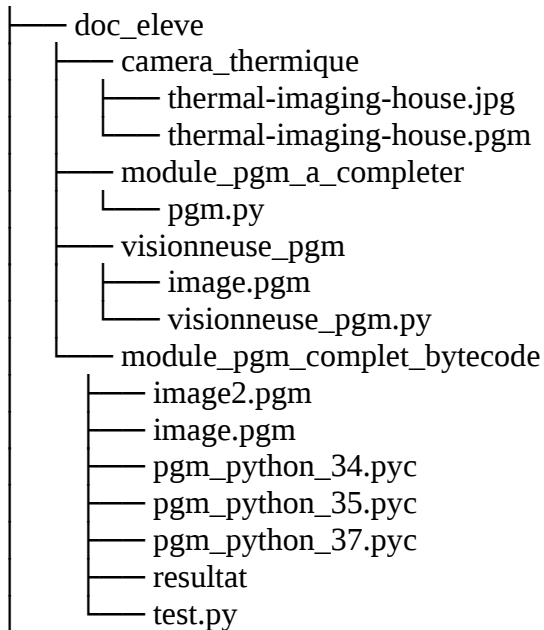 doc_eleve
camera_thermique
thermal-imaging-house.jpg
thermal-imaging-house.pgm
module_pgm_a_completer
pgm.py
visionneuse_pgm
image.pgm
visionneuse_pgm.py
module_pgm_complet_bytecode
image2.pgm
image.pgm
pgm_python_34.pyc
pgm_python_35.pyc
pgm_python_37.pyc
resultat
test.py